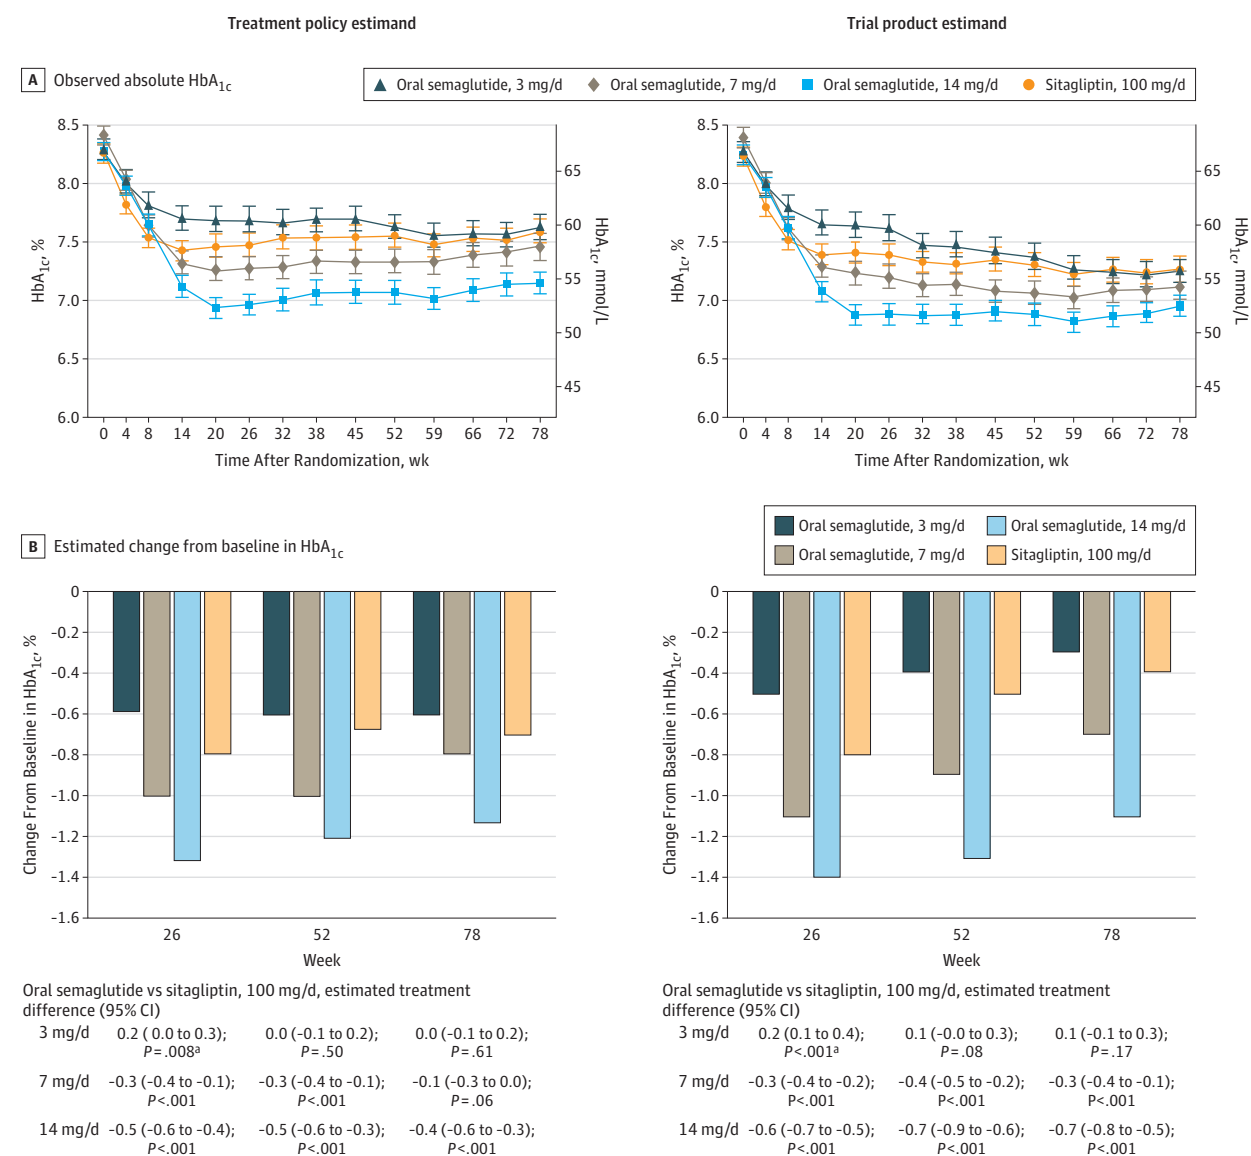 Treatment policy estimand
Trial product estimand
A Observed absolute HbA1c
Oral semaglutide, 3 mg/d
Oral semaglutide, 7 mg/d
Oral semaglutide, 14 mg/d
Sitagliptin, 100 mg/d
8.5
8.0
7.5
7.0
6.5
6.0
HbA1c, %
65
60
55
50
45
HbA1c, mmol/L
0 4 8 14 20 26 32 38 45 52 59 66 72 78
Time After Randomization, wk
8.5
8.0
7.5
7.0
6.5
6.0
HbA1c, %
65
60
55
50
45
HbA1c, mmol/L
0 4 8 14 20 26 32 38 45 52 59 66 72 78
Time After Randomization, wk
B Estimated change from baseline in HbA1c
Oral semaglutide, 3 mg/d
Oral semaglutide, 14 mg/d
Oral semaglutide, 7 mg/d
Sitagliptin, 100 mg/d
0
-0.2
-0.4
-0.6
-0.8
-1.0
-1.2
-1.4
-1.6
Change From Baseline in HbA1c, %
26 52 78
Week
0
-0.2
-0.4
-0.6
-0.8
-1.0
-1.2
-1.4
-1.6
Change From Baseline in HbA1c, %
26 52 78
Week
Oral semaglutide vs sitagliptin, 100 mg/d, estimated treatment
difference (95% CI)
3 mg/d 0.2 ( 0.0 to 0.3); 0.0 (-0.1 to 0.2); 0.0 (-0.1 to 0.2);
P=.008a P=.50 P=.61
7 mg/d -0.3 (-0.4 to -0.1); -0.3 (-0.4 to -0.1); -0.1 (-0.3 to 0.0);
P<.001 P<.001 P=.06
14 mg/d -0.5 (-0.6 to -0.4); -0.5 (-0.6 to -0.3); -0.4 (-0.6 to -0.3);
P<.001 P<.001 P<.001
Oral semaglutide vs sitagliptin, 100 mg/d, estimated treatment
difference (95% CI)
3 mg/d 0.2 (0.1 to 0.4); 0.1 (-0.0 to 0.3); 0.1 (-0.1 to 0.3);
P<.001a P=.08 P=.17
7 mg/d -0.3 (-0.4 to -0.2); -0.4 (-0.5 to -0.2); -0.3 (-0.4 to -0.1);
P<.001 P<.001 P<.001
14 mg/d -0.6 (-0.7 to -0.5); -0.7 (-0.9 to -0.6); -0.7 (-0.8 to -0.5);
P<.001 P<.001 P<.001